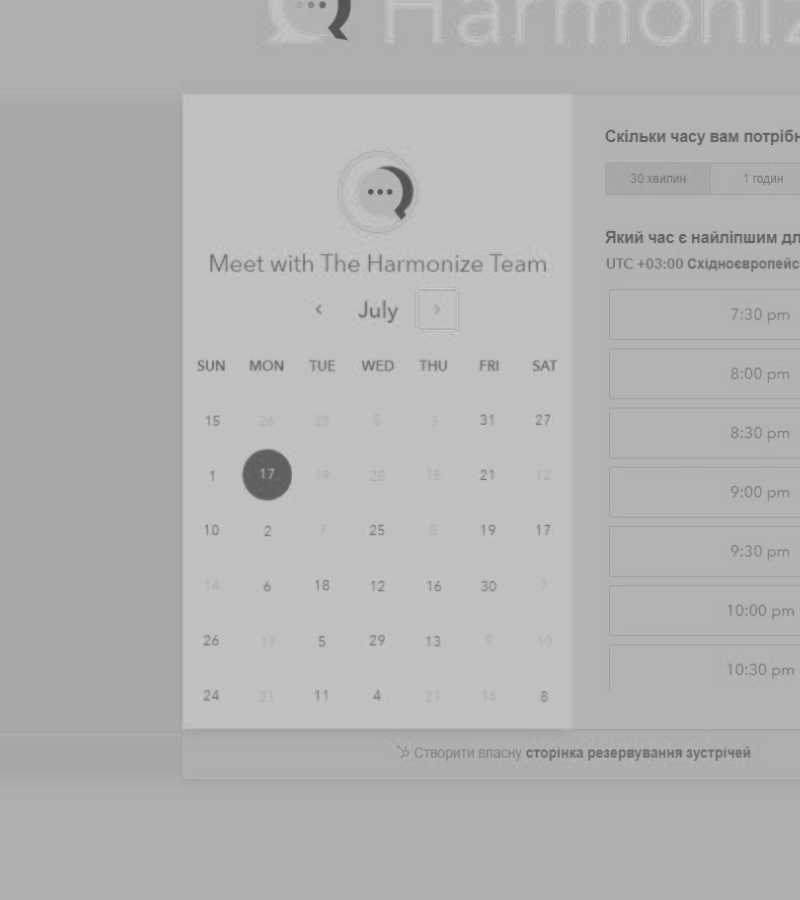 Harmoniz
Meet with The Harmonize Team
July
SUN MON TUE WED THU FRI SAT
15 26 28 5 3 31 27
1 17 19 20 15 21 12
10 2 7 25 8 19 17
14 6 18 12 16 30 7
26 17 5 29 13 9 10
24 21 11 4 21 16 8
Скільки часу вам потрібн
30 хвилин 1 годин
Який час є найліпшим дл
UTC +03:00 Східноєвропейс
7:30 pm
8:00 pm
8:30 pm
9:00 pm
9:30 pm
10:00 pm
10:30 pm
Створити власну сторінка резервування зустрічей